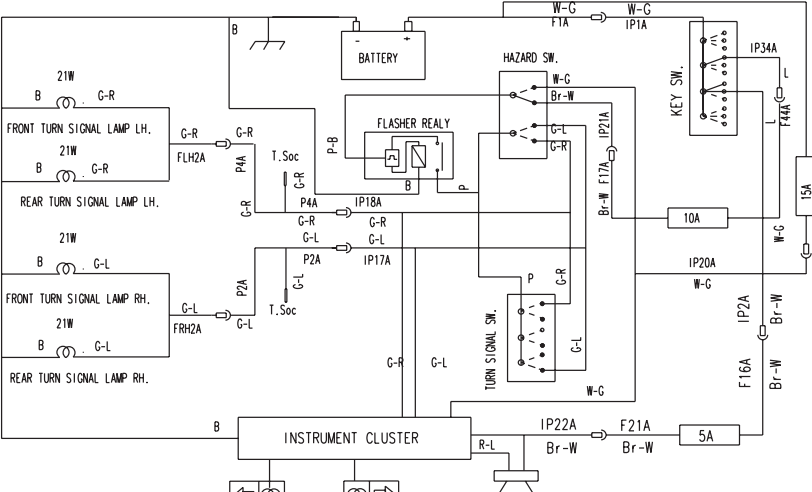 W-G
W-G
F1A
IP1A
B
-
+
BATTERY
HAZARD SW.
KEY SW.
IP34A
L
F44A
L
21W
B
G-R
FRONT TURN SIGNAL LAMP LH.
W-G
Br-W
FLASHER REALY
IP21A
G-L
G-R
P-B
G-R
G-R
FLH2A
P4A
T.Soc
G-R
21W
B
G-R
REAR TURN SIGNAL LAMP LH.
B
P
F17A
Br-W
15A
G-R
P4A
IP18A
G-R
G-R
10A
G-L
G-L
P2A
IP17A
W-G
21W
B
G-L
FRONT TURN SIGNAL LAMP RH.
IP20A
W-G
P2A
G-L
T.Soc
P
G-R
G-L
FRH2A
G-L
IP2A
Br-W
21W
B
G-L
REAR TURN SIGNAL LAMP RH.
TURN SIGNAL SW.
G-L
G-R
G-L
F16A
Br-W
W-G
B
INSTRUMENT CLUSTER
R-L
IP22A
F21A
5A
Br-W
Br-W